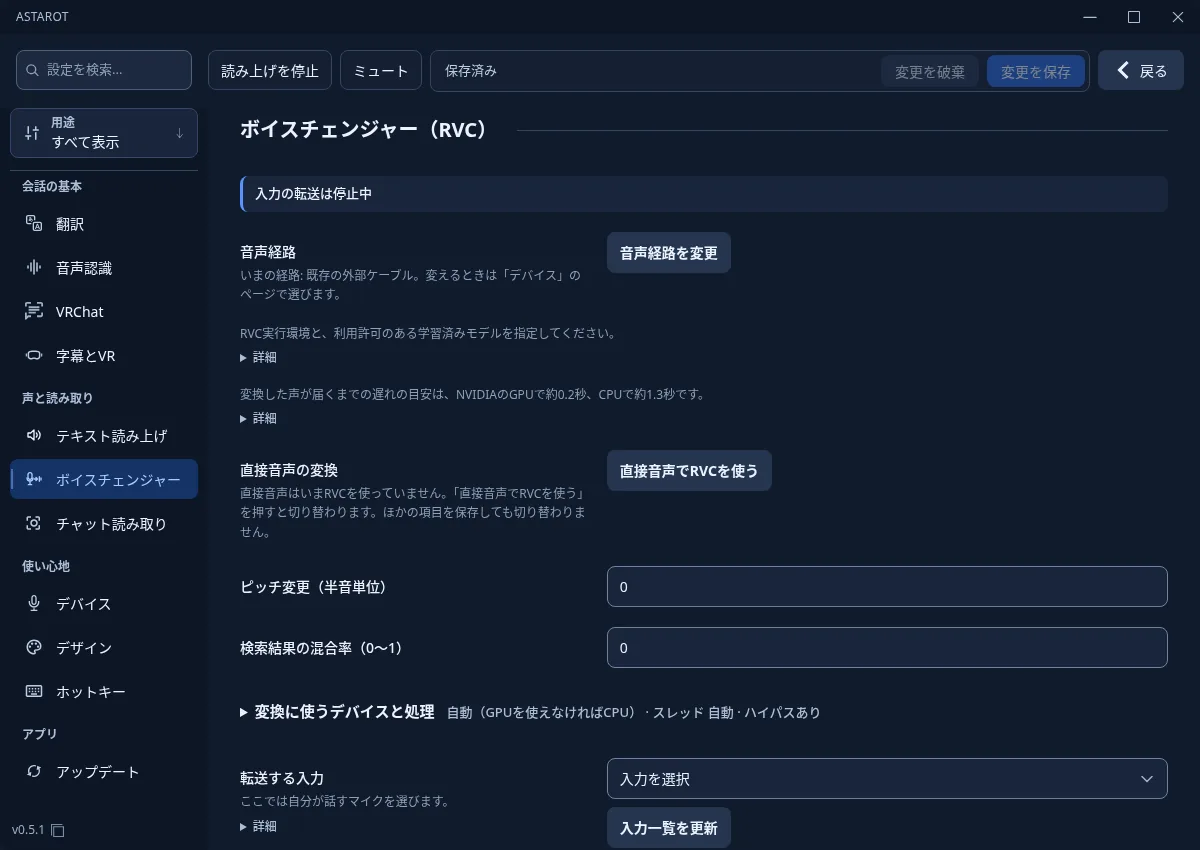 ASTAROT
設定を検索...
読み上げを停止
ミュート
保存済み
変更を破棄
変更を保存
戻る
用途
すべて表示
会話の基本
翻訳
音声認識
VRChat
字幕とVR
声と読み取り
テキスト読み上げ
ボイスチェンジャー
チャット読み取り
使い心地
デバイス
デザイン
ホットキー
アプリ
アップデート
v0.5.1
ボイスチェンジャー（RVC）
入力の転送は停止中
音声経路
いまの経路: 既存の外部ケーブル。変えるときは「デバイス」の
ページで選びます。
音声経路を変更
RVC実行環境と、利用許可のある学習済みモデルを指定してください。
詳細
変換した声が届くまでの遅れの目安は、NVIDIAのGPUで約0.2秒、CPUで約1.3秒です。
詳細
直接音声の変換
直接音声はいまRVCを使っていません。「直接音声でRVCを使う」
を押すと切り替わります。ほかの項目を保存しても切り替わりま
せん。
直接音声でRVCを使う
ピッチ変更（半音単位）
0
検索結果の混合率（0〜1）
0
変換に使うデバイスと処理 自動（GPUを使えなければCPU）· スレッド 自動 · ハイパスあり
転送する入力
ここでは自分が話すマイクを選びます。
詳細
入力を選択
入力一覧を更新